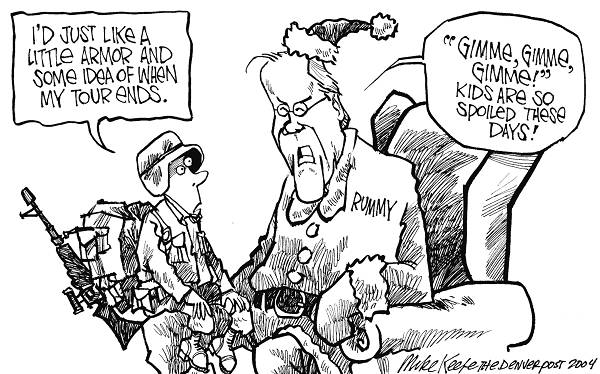 I'D JUST LIKE A
LITTLE ARMOR AND
SOME IDEA OF WHEN
MY TOUR ENDS.
"GIMME, GIMME,
GIMME!"
KIDS ARE SO
SPOILED THESE
DAYS!
RUMMY
MIKE KEEFE THE DENVER POST 2004